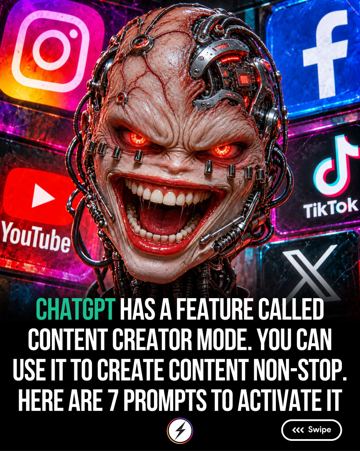 YouTube
TikTok
CHATGPT HAS A FEATURE CALLED
CONTENT CREATOR MODE. YOU CAN
USE IT TO CREATE CONTENT NON-STOP.
HERE ARE 7 PROMPTS TO ACTIVATE IT
Swipe